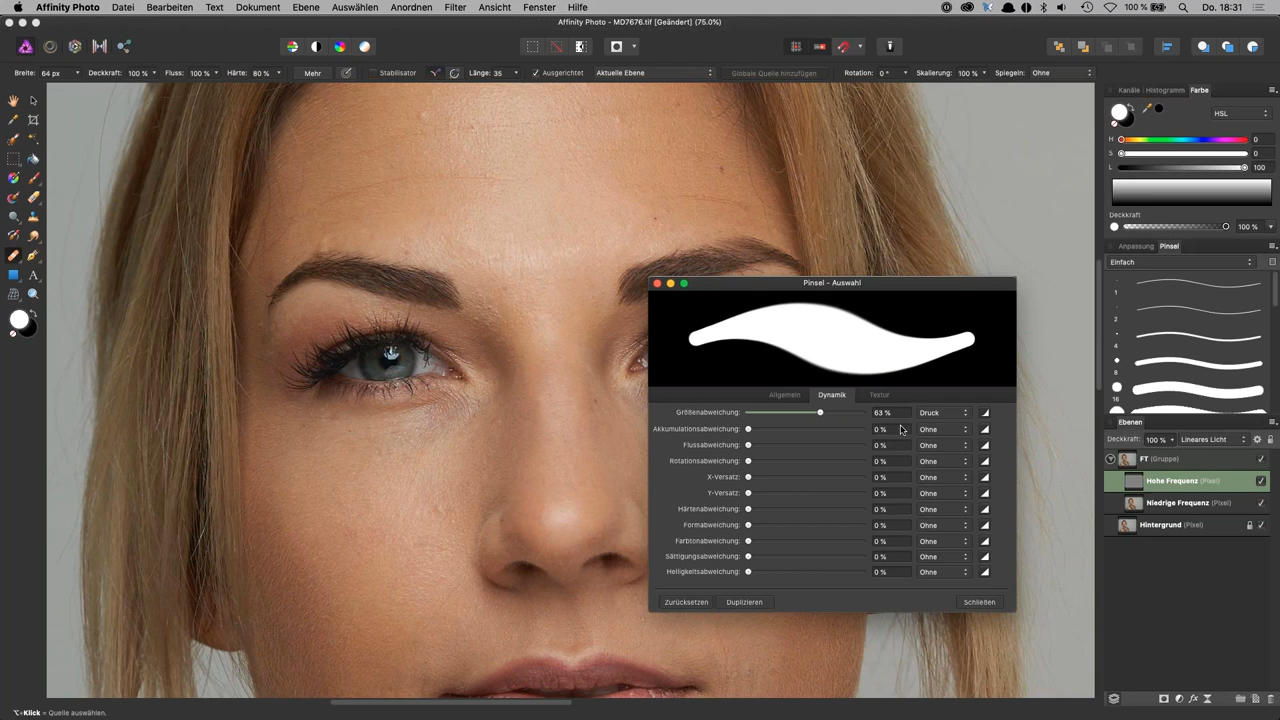 Affinity Photo Datei Bearbeiten Text Dokument Ebene Auswählen Anordnen Filter Ansicht Fenster Hilfe 100 % Do. 18:31
Affinity Photo - MD7676.tif [Geändert] (75.0%)
Breite: 64 px Deckkraft: 100 % Fluss: 100 % Härte: 80 % Mehr Stabilisator Länge: 35 Ausgerichtet Aktuelle Ebene Globale Quelle hinzufügen Rotation: 0 ° Skalierung: 100 % Spiegeln: Ohne
Kanäle Histogramm Farbe
HSL
H 0
S 0
L 100
Deckkraft
100 %
Anpassung Pinsel
Einfach
1
2
4
8
16
Ebenen
Deckkraft: 100 % Lineares Licht
FT (Gruppe)
Hohe Frequenz (Pixel)
Niedrige Frequenz (Pixel)
Hintergrund (Pixel)
Pinsel - Auswahl
Allgemein Dynamik Textur
Größenabweichung: 63 % Druck
Akkumulationsabweichung: 0 % Ohne
Flussabweichung: 0 % Ohne
Rotationsabweichung: 0 % Ohne
X-Versatz: 0 % Ohne
Y-Versatz: 0 % Ohne
Härtenabweichung: 0 % Ohne
Formabweichung: 0 % Ohne
Farbtonabweichung: 0 % Ohne
Sättigungsabweichung: 0 % Ohne
Helligkeitsabweichung: 0 % Ohne
Zurücksetzen Duplizieren Schließen
⌥+Klick = Quelle auswählen.